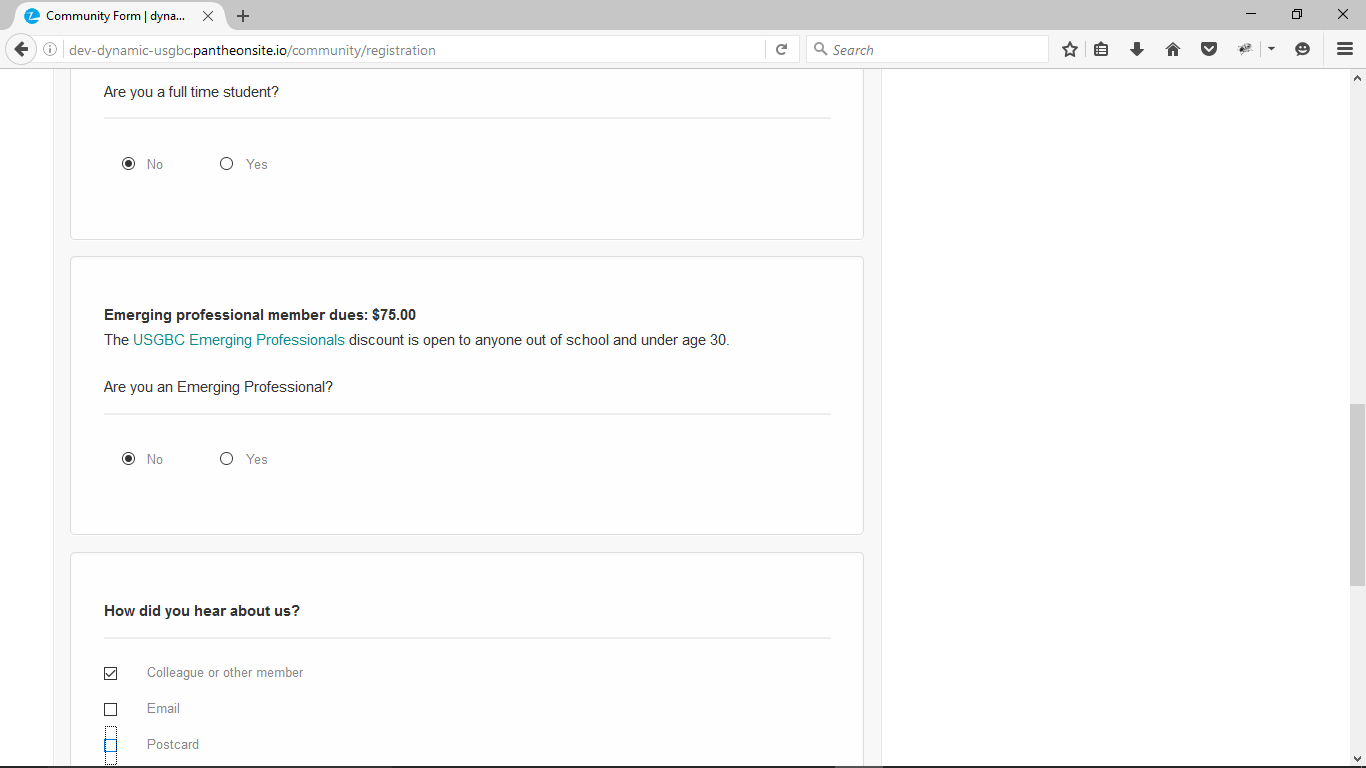 Community Form | dyna...
dev-dynamic-usgbc.pantheonsite.io/community/registration
Search
Are you a full time student?
No Yes
Emerging professional member dues: $75.00
The USGBC Emerging Professionals discount is open to anyone out of school and under age 30.
Are you an Emerging Professional?
No Yes
How did you hear about us?
Colleague or other member
Email
Postcard